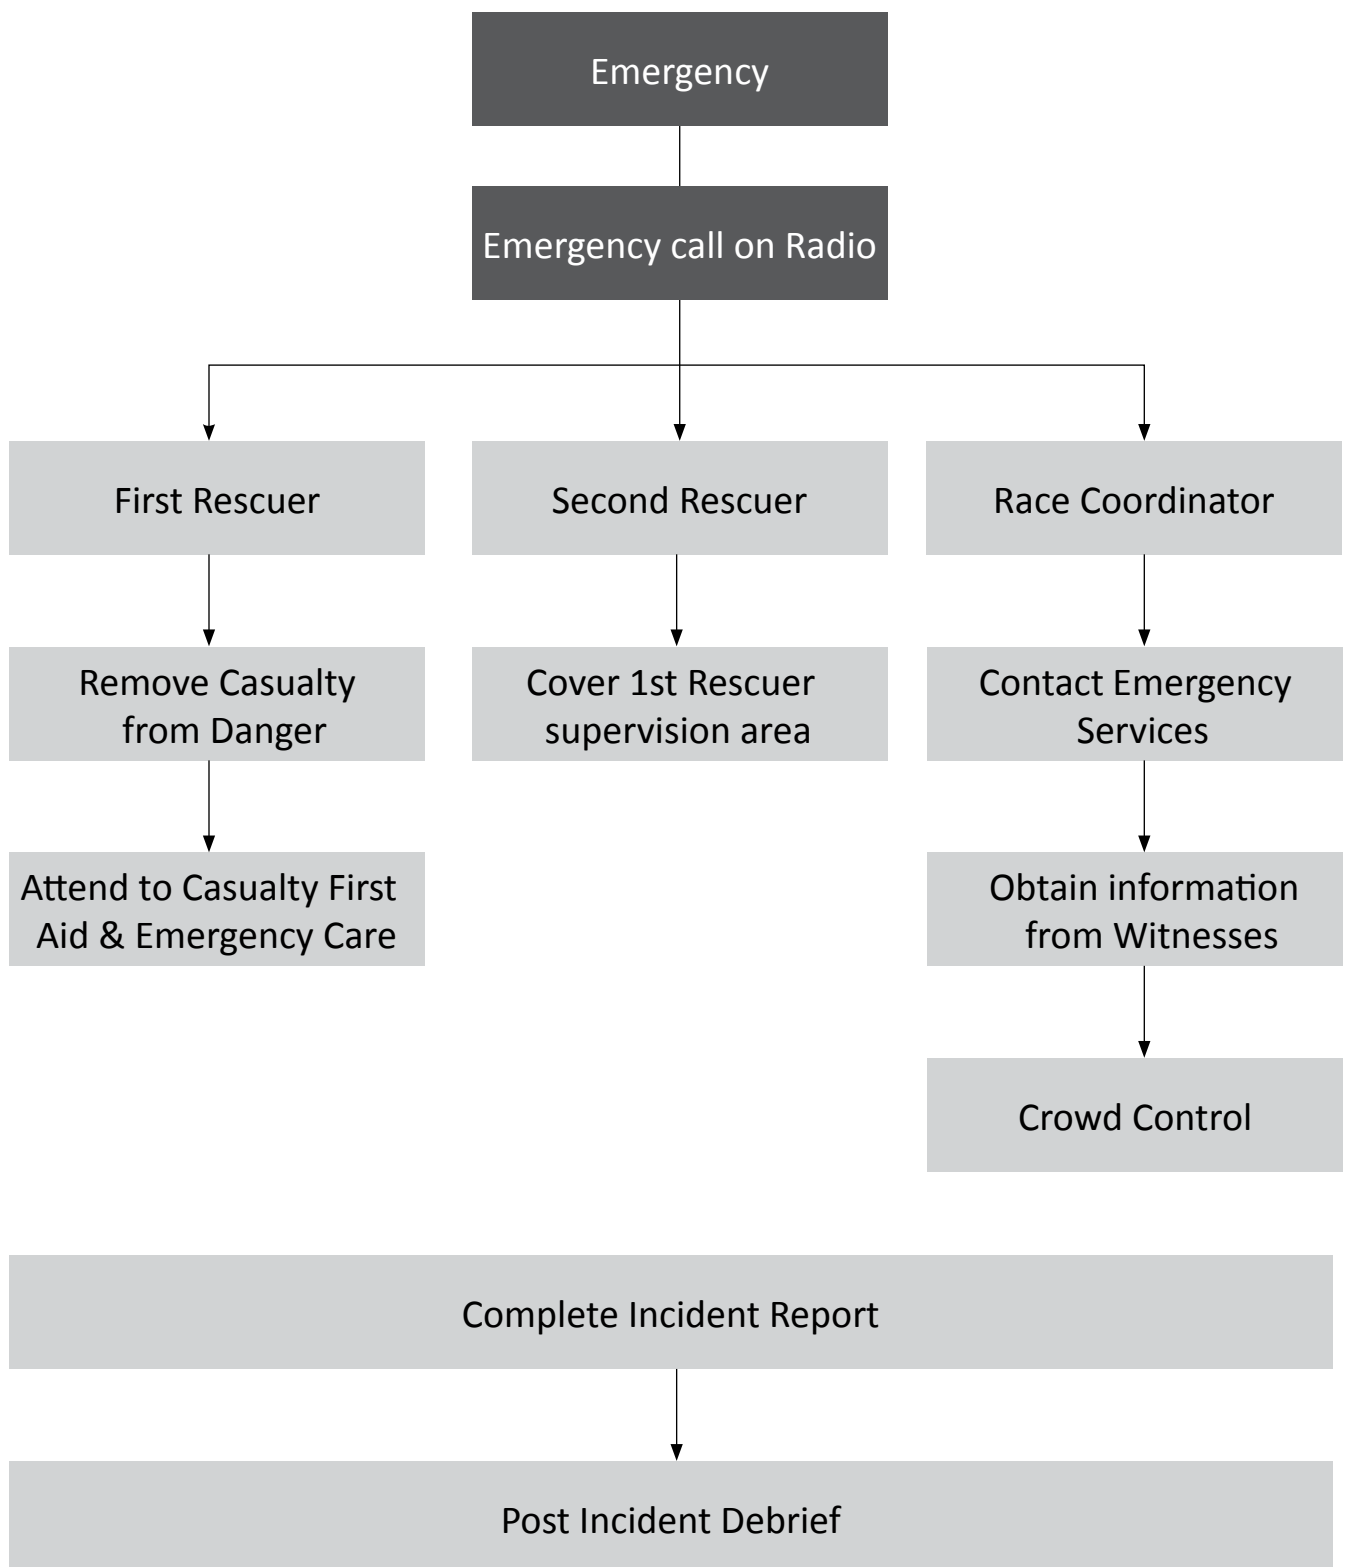 Emergency
Emergency call on Radio
First Rescuer
Second Rescuer
Race Coordinator
Remove Casualty
from Danger
Cover 1st Rescuer
supervision area
Contact Emergency
Services
Attend to Casualty First
Aid & Emergency Care
Obtain information
from Witnesses
Crowd Control
Complete Incident Report
Post Incident Debrief